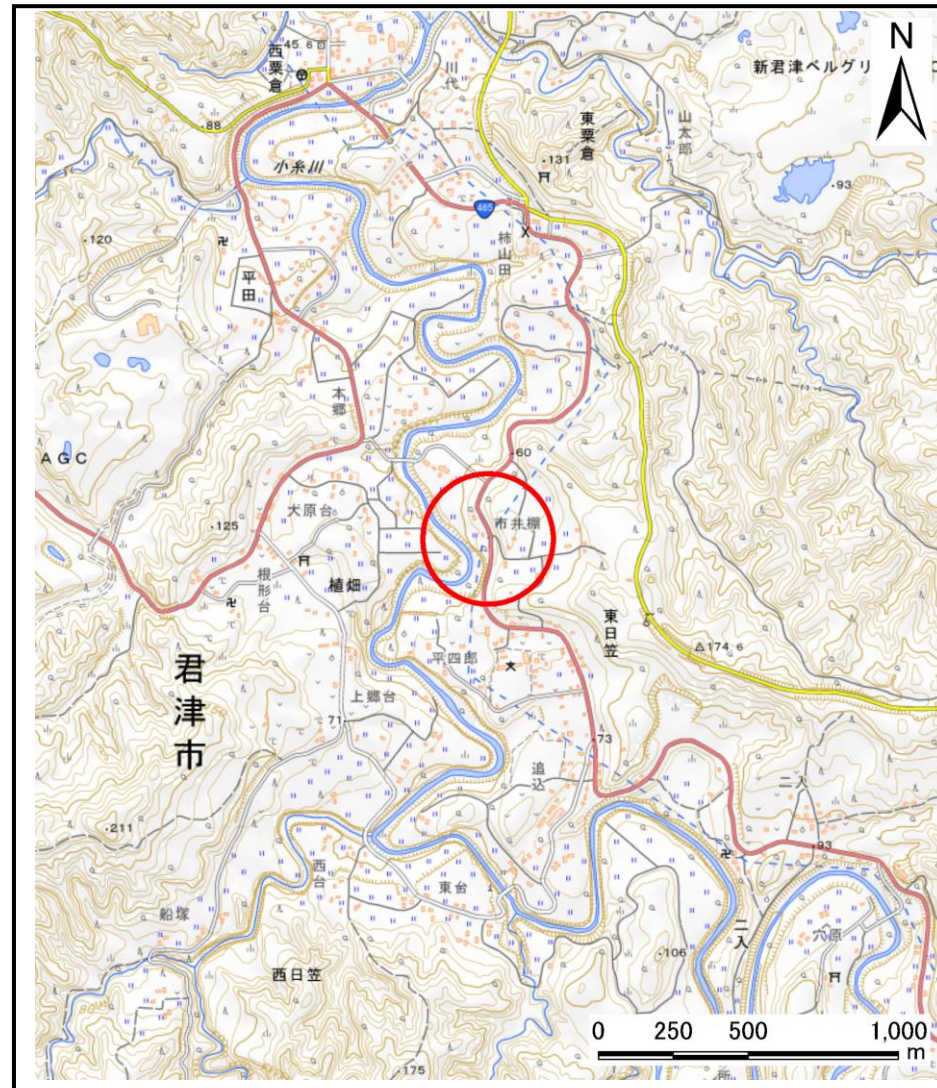 N
45.6
西粟倉
川代
新君津ベルグリ
山太郎
東粟倉
88
131
小糸川
93
465
120
柿山田
平田
本郷
60
AGC
大原台
125
市井掘
根形台
植畑
東日笠
174.6
平四郎
君津市
上郷台
71
73
追込
二入
211
93
西台
東台
船塚
二入
穴原
106
西日笠
0 250 500 1,000
m
175
所